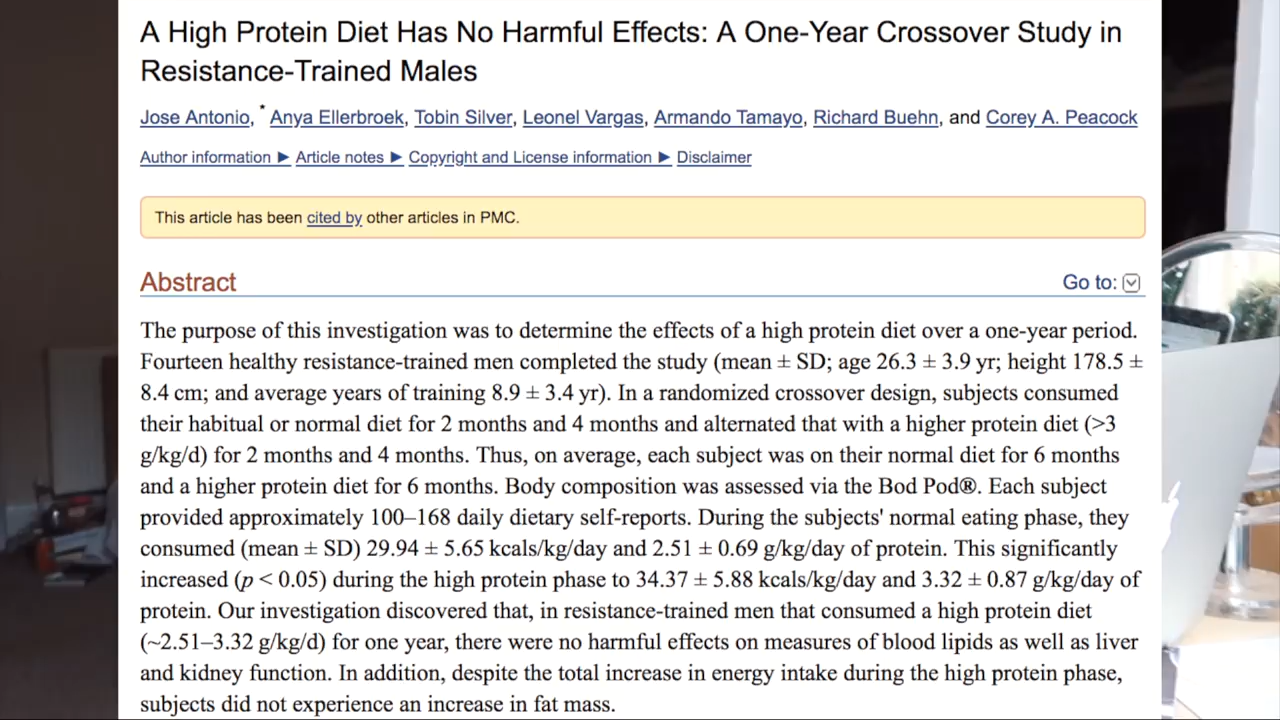 A High Protein Diet Has No Harmful Effects: A One-Year Crossover Study in
Resistance-Trained Males
Jose Antonio, * Anya Ellerbroek, Tobin Silver, Leonel Vargas, Armando Tamayo, Richard Buehn, and Corey A. Peacock
Author information ► Article notes ► Copyright and License information ► Disclaimer
This article has been cited by other articles in PMC.
Abstract
Go to:
The purpose of this investigation was to determine the effects of a high protein diet over a one-year period.
Fourteen healthy resistance-trained men completed the study (mean ± SD; age 26.3 ± 3.9 yr; height 178.5 ±
8.4 cm; and average years of training 8.9 ± 3.4 yr). In a randomized crossover design, subjects consumed
their habitual or normal diet for 2 months and 4 months and alternated that with a higher protein diet (>3
g/kg/d) for 2 months and 4 months. Thus, on average, each subject was on their normal diet for 6 months
and a higher protein diet for 6 months. Body composition was assessed via the Bod Pod®. Each subject
provided approximately 100–168 daily dietary self-reports. During the subjects' normal eating phase, they
consumed (mean ± SD) 29.94 ± 5.65 kcals/kg/day and 2.51 ± 0.69 g/kg/day of protein. This significantly
increased (p < 0.05) during the high protein phase to 34.37 ± 5.88 kcals/kg/day and 3.32 ± 0.87 g/kg/day of
protein. Our investigation discovered that, in resistance-trained men that consumed a high protein diet
(~2.51–3.32 g/kg/d) for one year, there were no harmful effects on measures of blood lipids as well as liver
and kidney function. In addition, despite the total increase in energy intake during the high protein phase,
subjects did not experience an increase in fat mass.